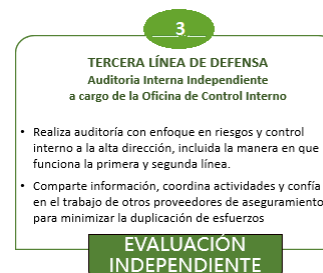 3
TERCERA LÍNEA DE DEFENSA
Auditoria Interna Independiente
a cargo de la Oficina de Control Interno
• Realiza auditoría con enfoque en riesgos y control
interno a la alta dirección, incluida la manera en que
funciona la primera y segunda línea.
• Comparte información, coordina actividades y confía
en el trabajo de otros proveedores de aseguramiento
para minimizar la duplicación de esfuerzos
EVALUACIÓN
INDEPENDIENTE